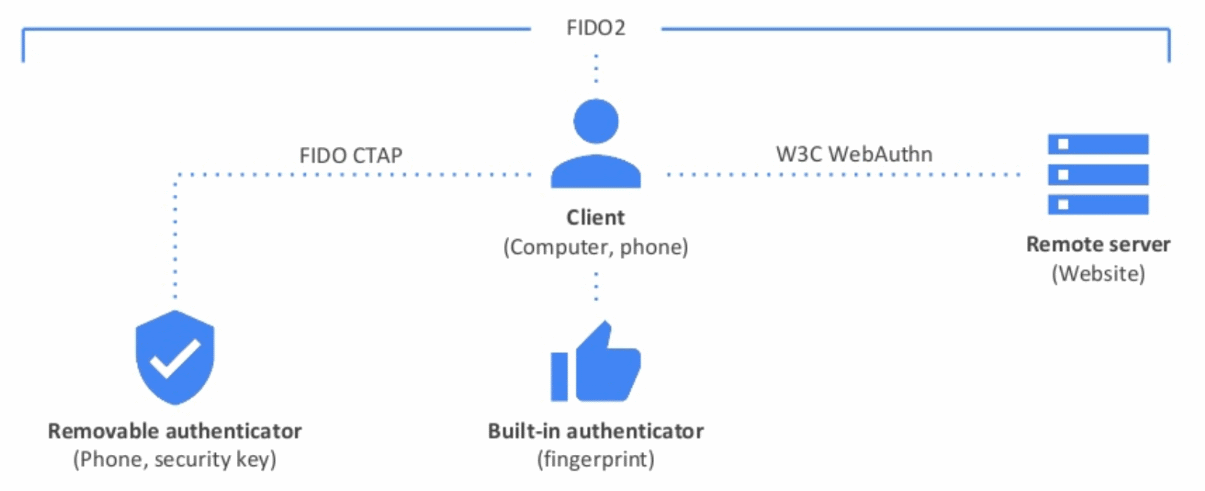 FIDO2
FIDO CTAP
W3C WebAuthn
Client
(Computer, phone)
Remote server
(Website)
Removable authenticator
(Phone, security key)
Built-in authenticator
(fingerprint)